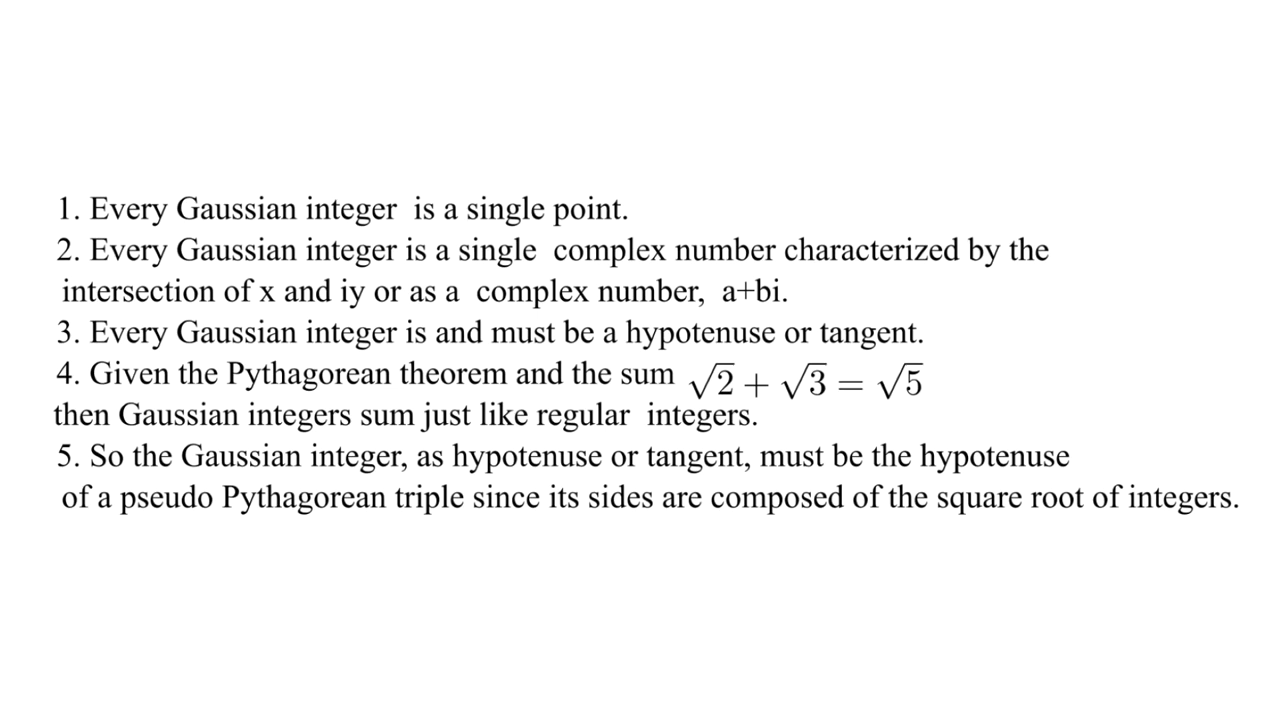 1. Every Gaussian integer is a single point.
2. Every Gaussian integer is a single complex number characterized by the
intersection of x and iy or as a complex number, a+bi.
3. Every Gaussian integer is and must be a hypotenuse or tangent.
4. Given the Pythagorean theorem and the sum √2 + √3 = √5
then Gaussian integers sum just like regular integers.
5. So the Gaussian integer, as hypotenuse or tangent, must be the hypotenuse
of a pseudo Pythagorean triple since its sides are composed of the square root of integers.